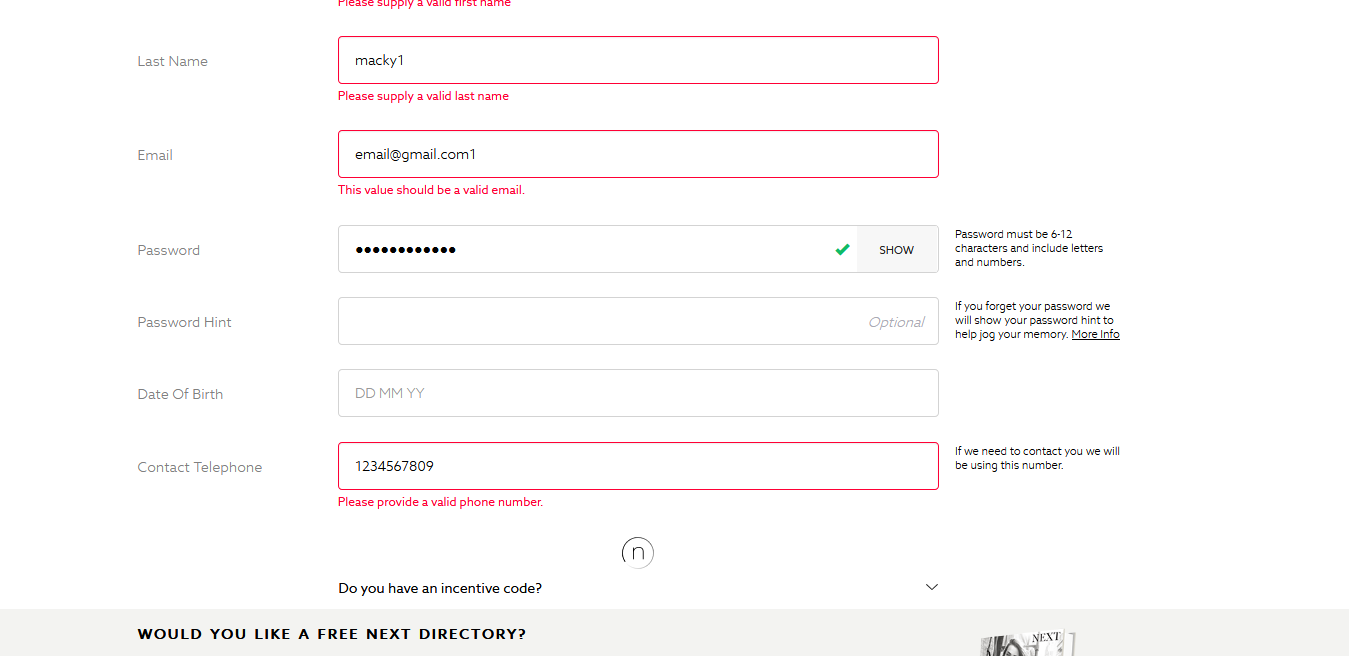 Please supply a valid first name
Last Name
macky1
Please supply a valid last name
Email
email@gmail.com1
This value should be a valid email.
Password
••••••••••••
SHOW
Password must be 6-12
characters and include letters
and numbers.
Password Hint
Optional
If you forget your password we
will show your password hint to
help jog your memory. More Info
Date Of Birth
DD MM YY
Contact Telephone
1234567809
If we need to contact you we will
be using this number.
Please provide a valid phone number.
n
Do you have an incentive code?
WOULD YOU LIKE A FREE NEXT DIRECTORY?
NEXT